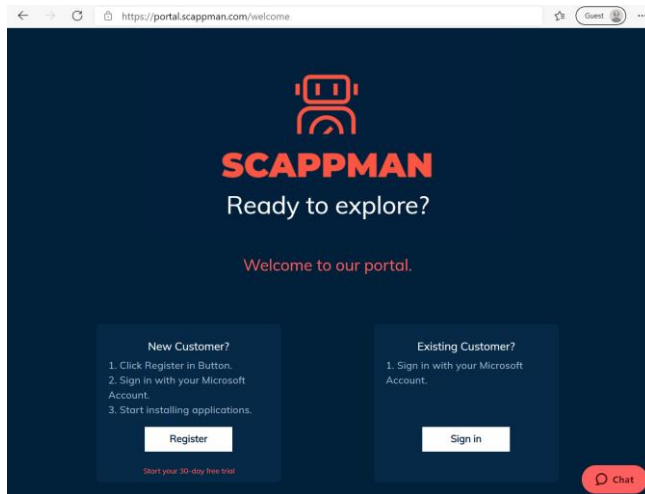 https://portal.scappman.com/welcome
Guest
SCAPPMAN
Ready to explore?
Welcome to our portal.
New Customer?
1. Click Register in Button.
2. Sign in with your Microsoft
Account.
3. Start installing applications.
Register
Start your 30-day free trial
Existing Customer?
1. Sign in with your Microsoft
Account.
Sign in
Chat